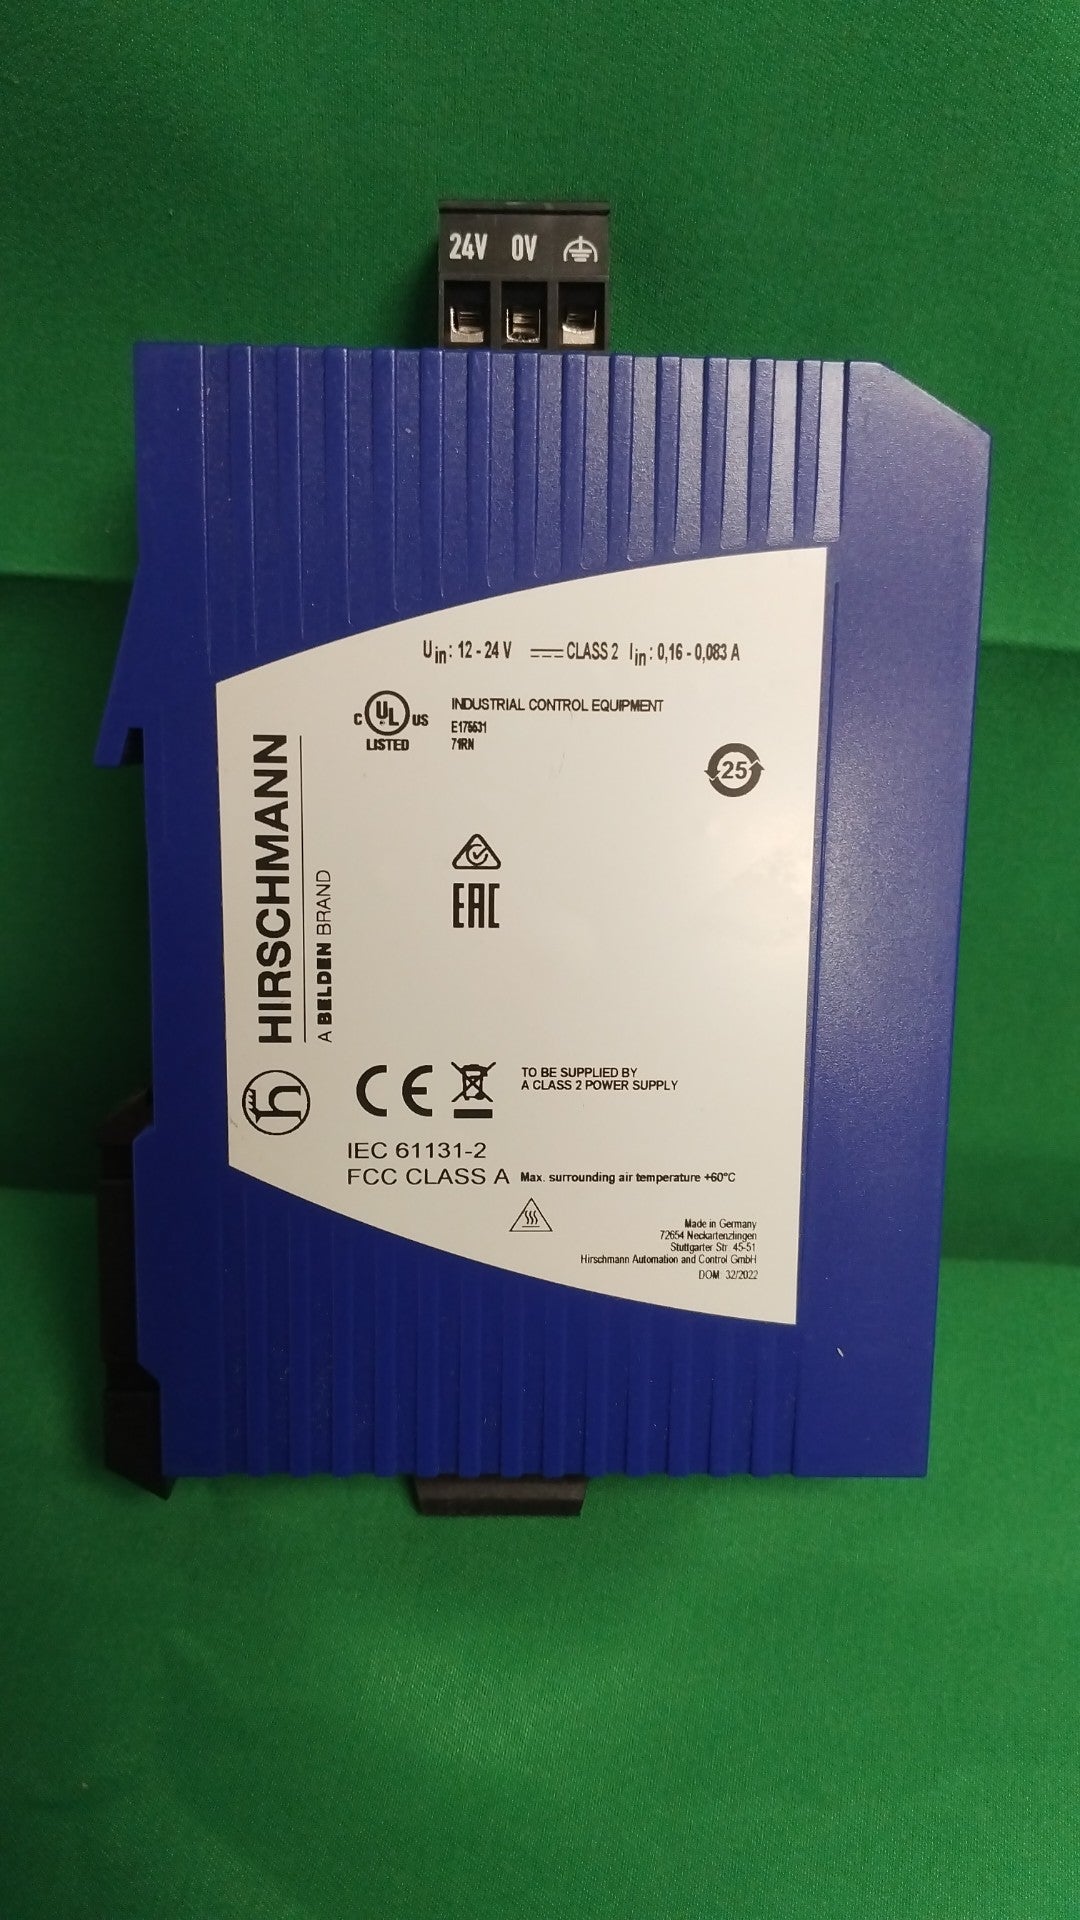 24V 0V
Uin: 12 - 24 V CLASS 2 Iin: 0,16 - 0,083 A
C UL US
LISTED
INDUSTRIAL CONTROL EQUIPMENT
E175531
71RN
25
EAC
HIRSCHMANN
A BELDEN BRAND
h
CE
TO BE SUPPLIED BY
A CLASS 2 POWER SUPPLY
IEC 61131-2
FCC CLASS A
Max. surrounding air temperature +60°C
Made in Germany
72654 Neckartenzlingen
Stuttgarter Str. 45-51
Hirschmann Automation and Control GmbH
DOM: 32/2022